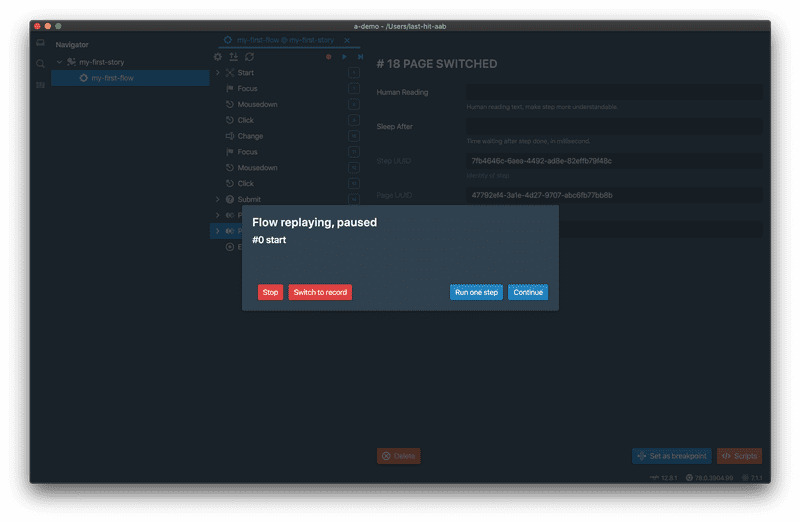 a-demo - /Users/last-hit-aab
Navigator
my-first-story
my-first-flow
my-first-flow @ my-first-story
Start
Focus
Mousedown
Click
Change
Focus
Mousedown
Click
Submit
# 18 PAGE SWITCHED
Human Reading
Human reading text, make step more understandable.
Sleep After
Time waiting after step done, in millisecond.
Step UUID
7fb4646c-6aea-4492-ad8e-82effb79f48c
Identity of step.
Page UUID
47792ef4-3a1e-4d27-9707-abc6fb77bb8b
Flow replaying, paused
#0 start
Stop
Switch to record
Run one step
Continue
Delete
Set as breakpoint
Scripts
12.8.1
78.0.3904.99
7.1.1